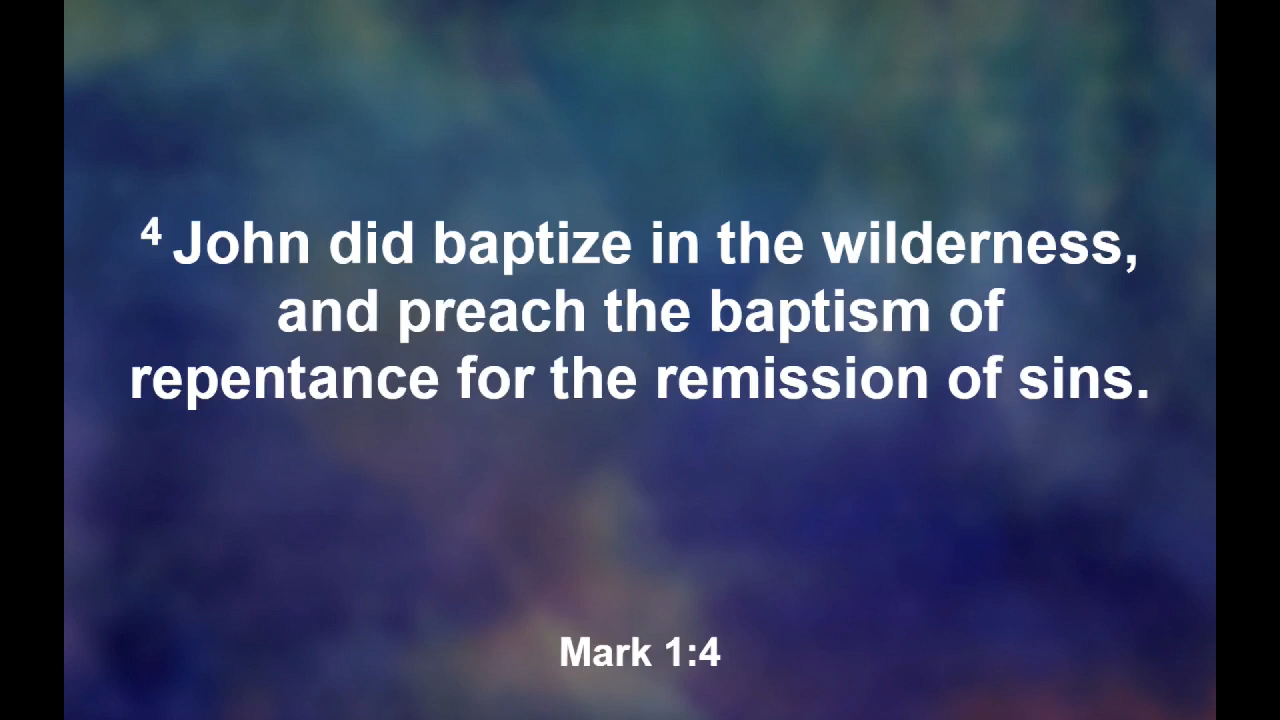 4 John did baptize in the wilderness,
and preach the baptism of
repentance for the remission of sins.
Mark 1:4